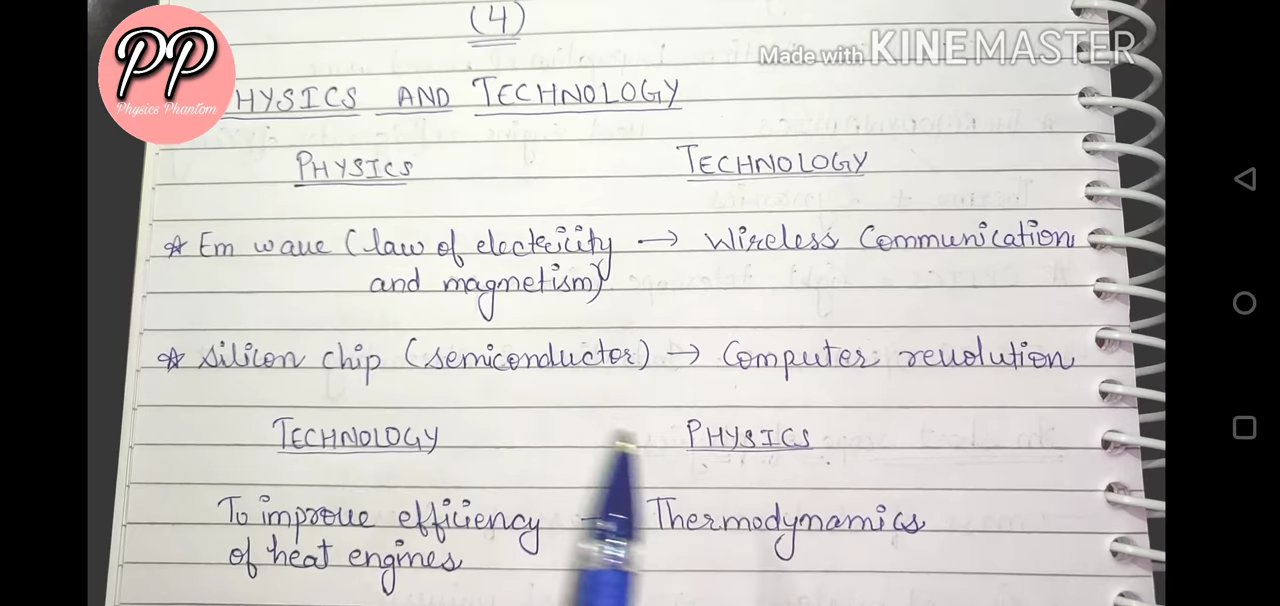 (4)
PP
Made with KINEMASTER
Physics Phantom
HYSICS AND TECHNOLOGY
PHYSICS TECHNOLOGY
☆ Em wave (law of electricity → Wireless Communication
and magnetism)
☆ Silicon chip (semiconductor) → Computer revolution
TECHNOLOGY PHYSICS
To improve efficiency → Thermodynamics
of heat engines